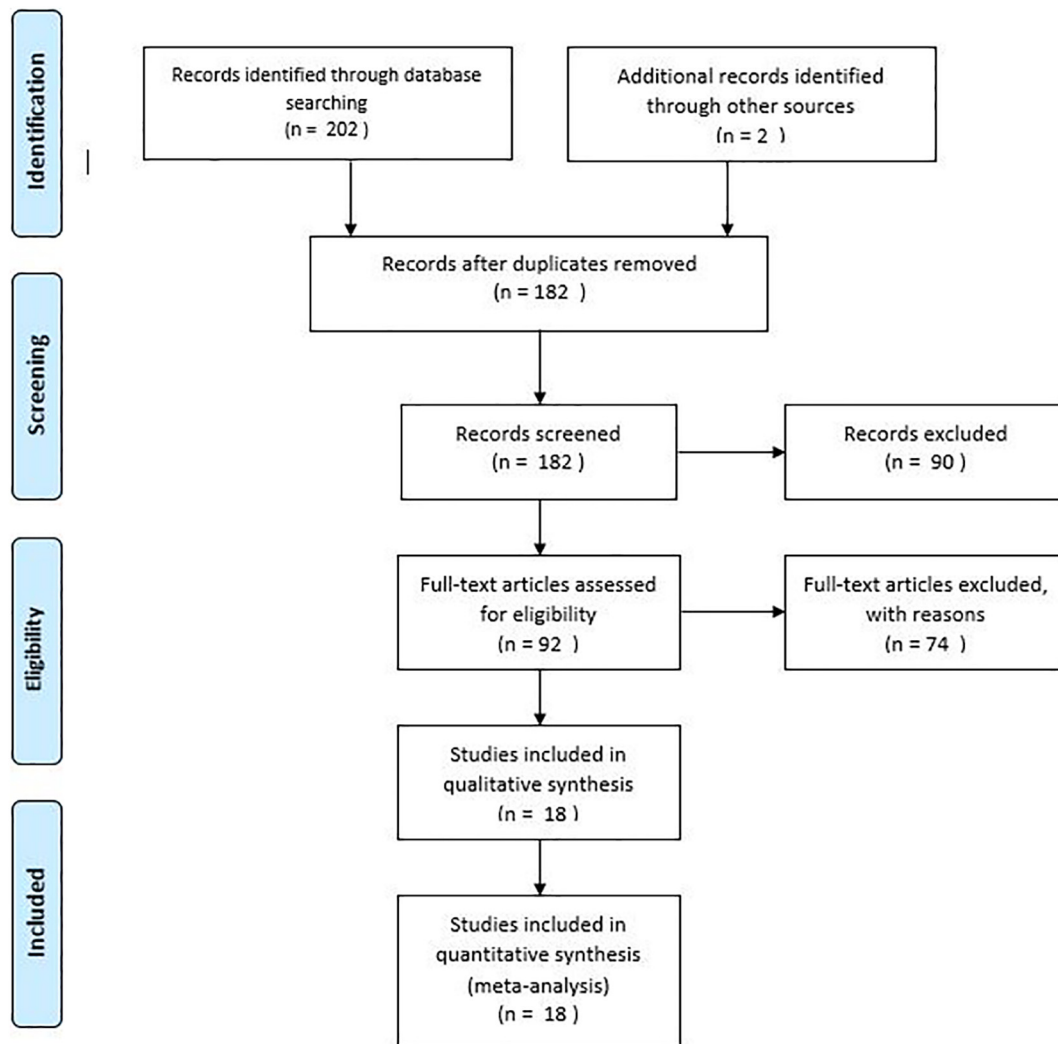 Identification
Records identified through database
searching
(n = 202 )
Additional records identified
through other sources
(n = 2 )
Records after duplicates removed
(n = 182 )
Screening
Records screened
(n = 182 )
Records excluded
(n = 90 )
Eligibility
Full-text articles assessed
for eligibility
(n = 92 )
Full-text articles excluded,
with reasons
(n = 74 )
Studies included in
qualitative synthesis
(n = 18 )
Included
Studies included in
quantitative synthesis
(meta-analysis)
(n = 18 )